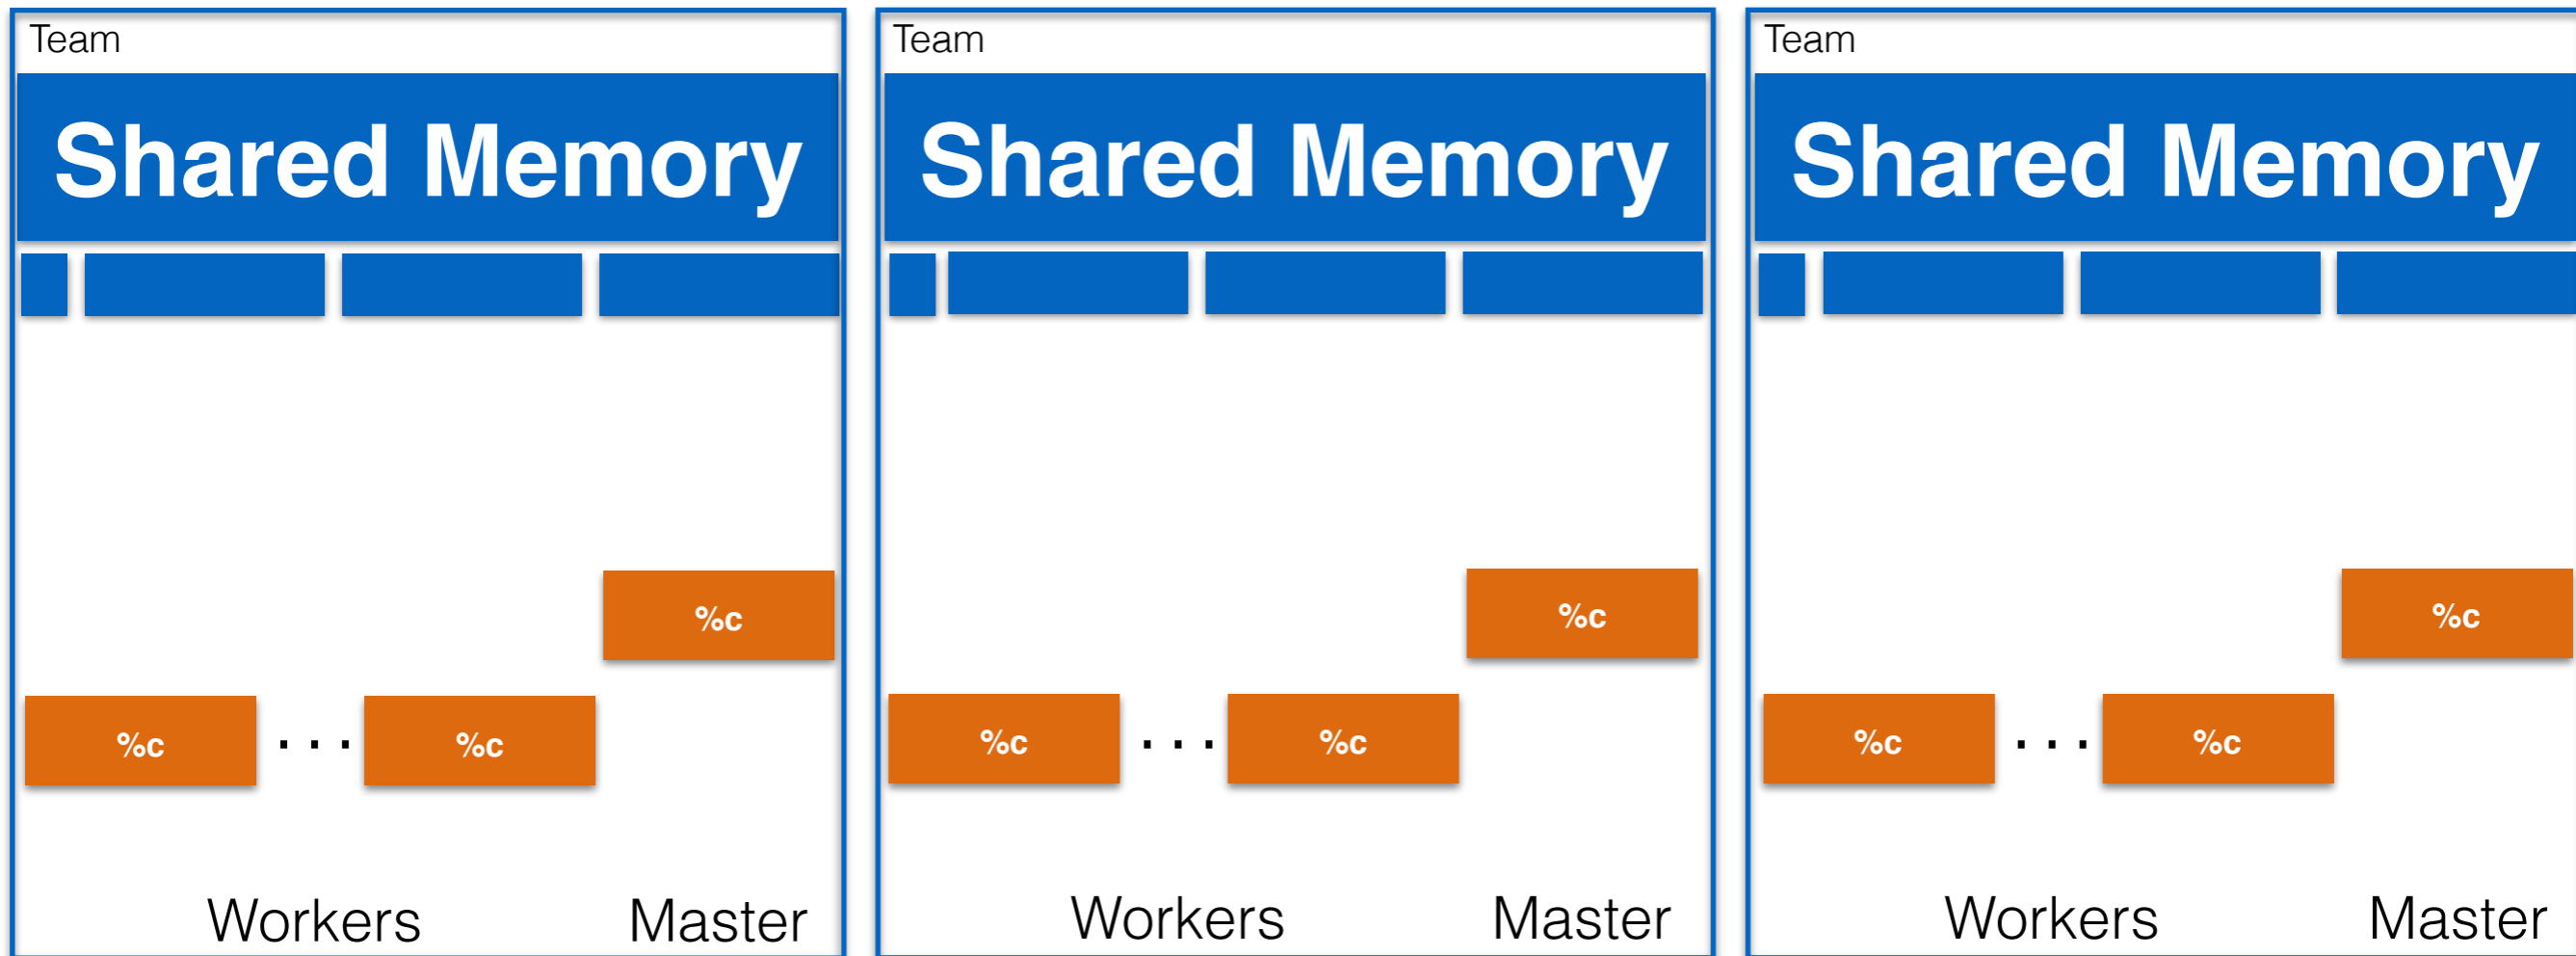 Team Team Team
Shared Memory Shared Memory Shared Memory
%c %c %c
%c ... %c %c ... %c %c ... %c
Workers Master Workers Master Workers Master